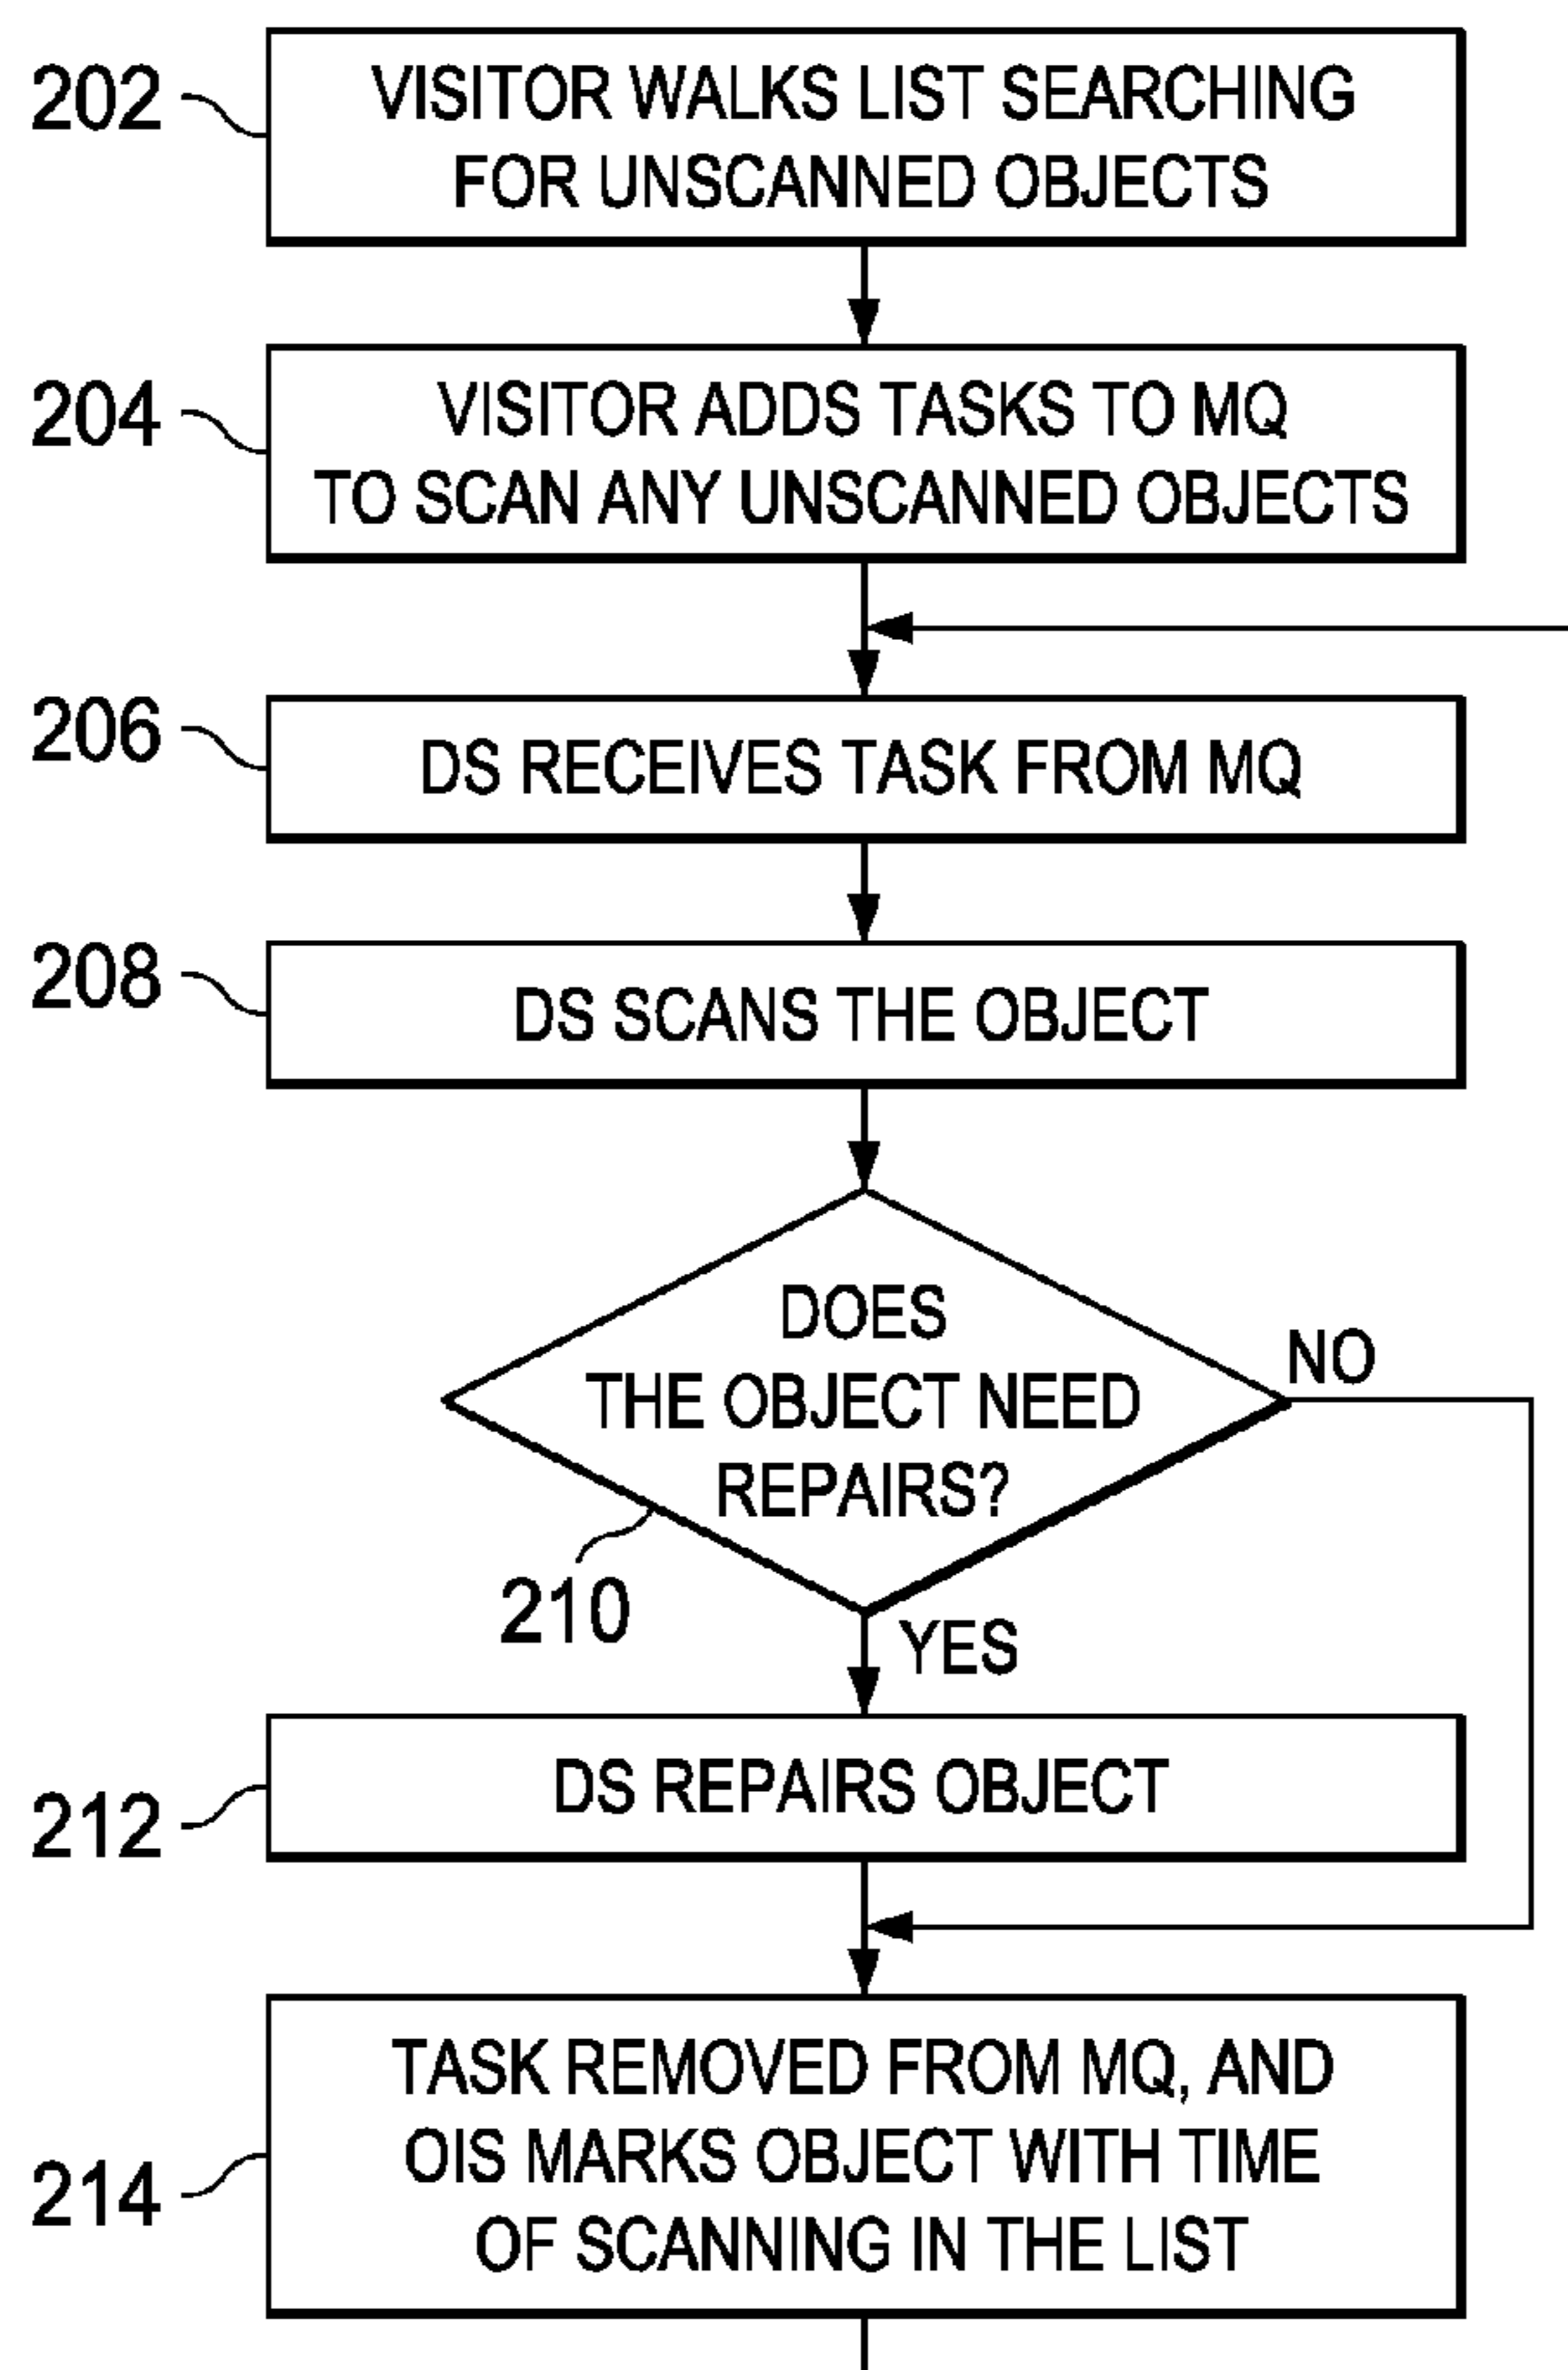 202
VISITOR WALKS LIST SEARCHING
FOR UNSCANNED OBJECTS
204
VISITOR ADDS TASKS TO MQ
TO SCAN ANY UNSCANNED OBJECTS
206
DS RECEIVES TASK FROM MQ
208
DS SCANS THE OBJECT
DOES
THE OBJECT NEED
REPAIRS?
NO
210
YES
212
DS REPAIRS OBJECT
214
TASK REMOVED FROM MQ, AND
OIS MARKS OBJECT WITH TIME
OF SCANNING IN THE LIST